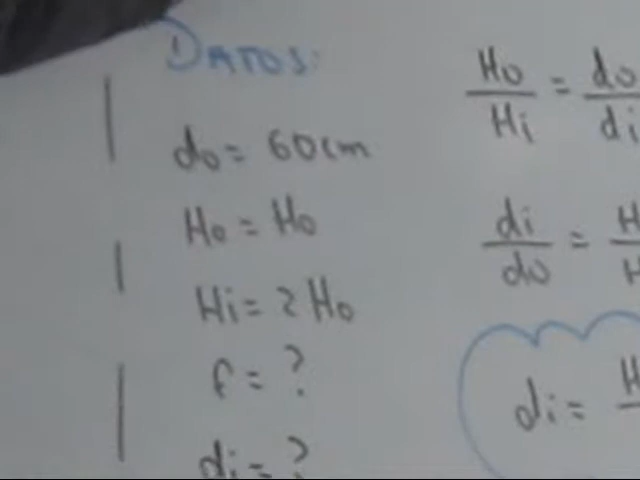 DATOS:
do = 60cm
Ho = Ho
Hi = 2Ho
f = ?
di = ?
Ho/Hi = do/di
di/do = H/H
di = H